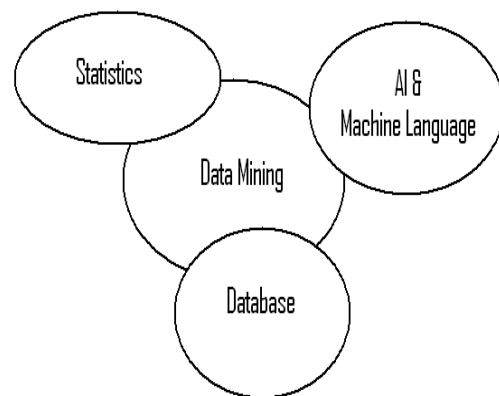 Statistics
AI &
Machine Language
Data Mining
Database